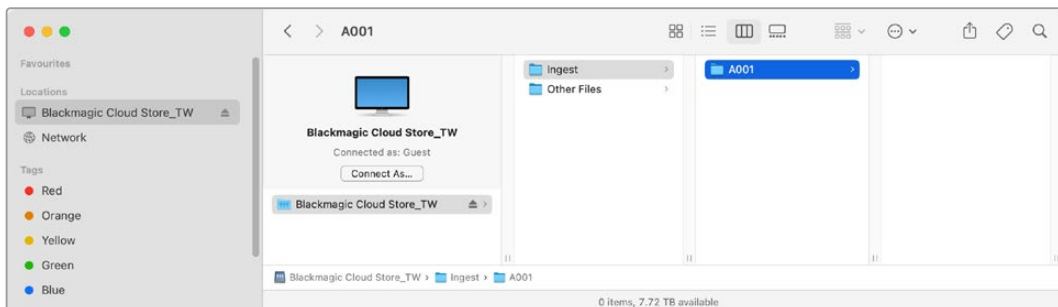 A001
Favourites
Locations
Blackmagic Cloud Store_TW
Network
Tags
Red
Orange
Yellow
Green
Blue
Blackmagic Cloud Store_TW
Connected as: Guest
Connect As...
Blackmagic Cloud Store_TW
Ingest
Other Files
A001
Blackmagic Cloud Store_TW › Ingest › A001
0 items, 7.72 TB available